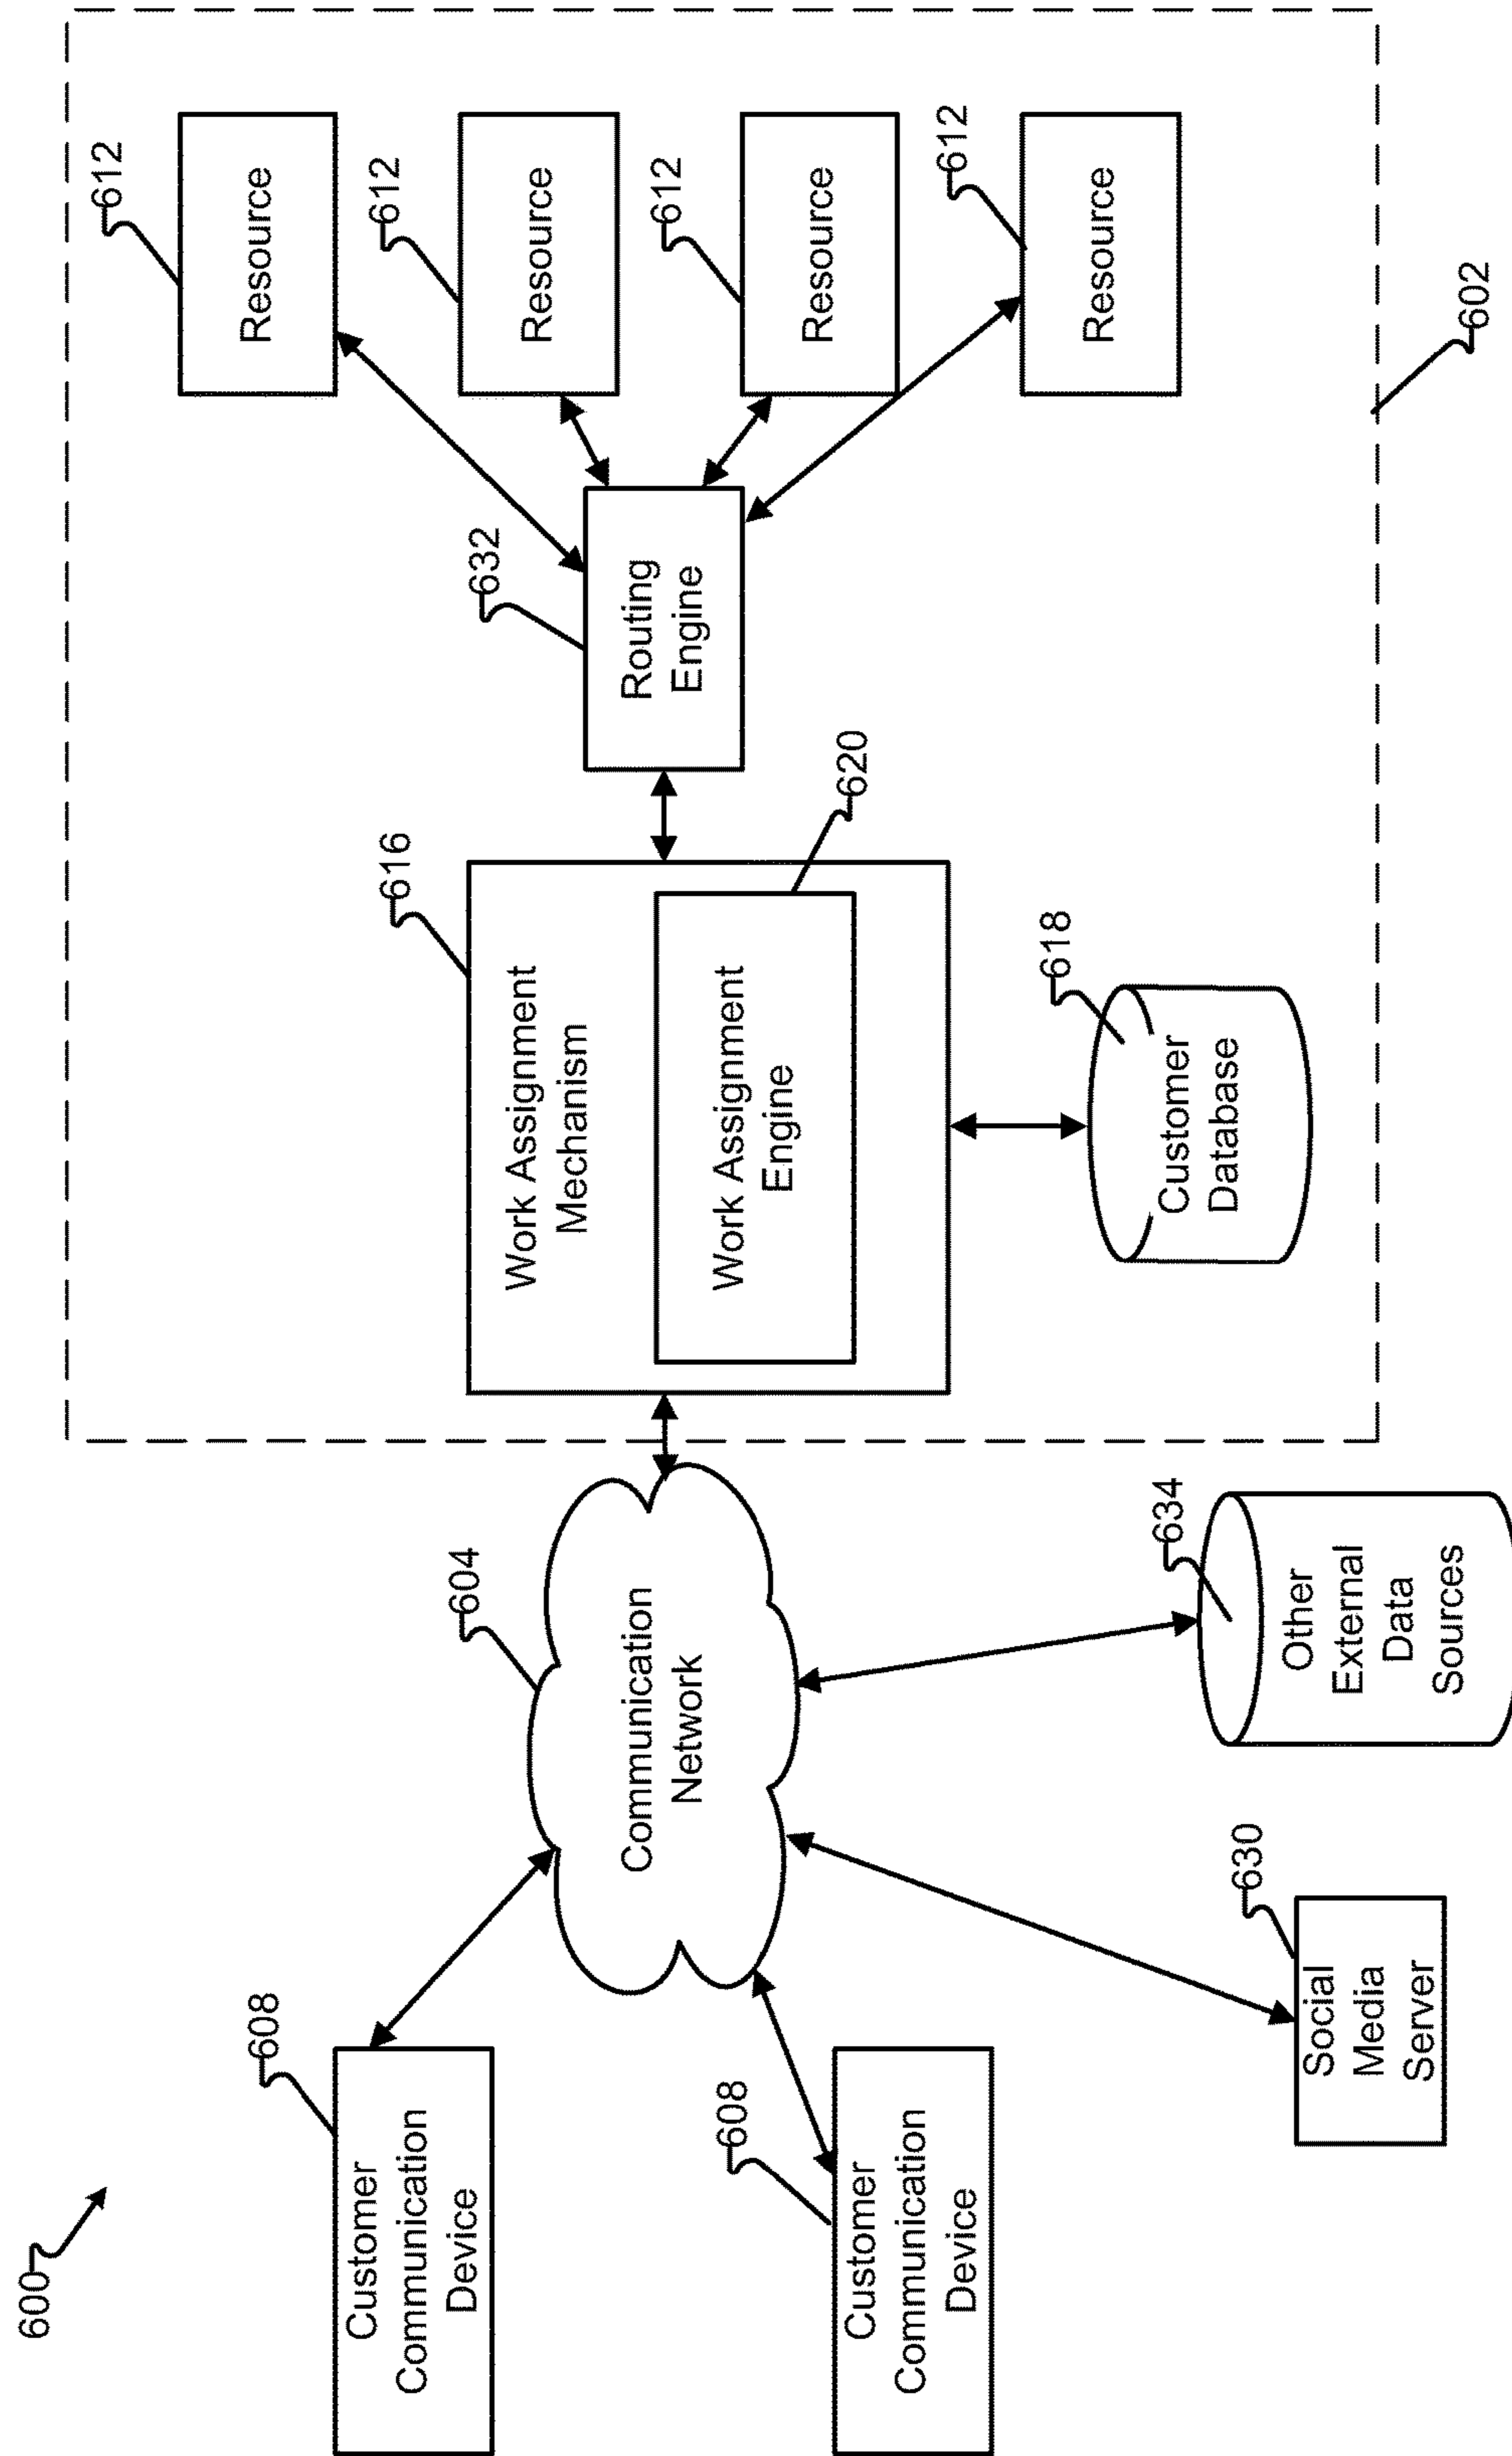 600
608
Customer
Communication
Device
608
Customer
Communication
Device
604
Communication
Network
630
Social
Media
Server
634
Other
External
Data
Sources
616
Work Assignment
Mechanism
620
Work Assignment
Engine
618
Customer
Database
632
Routing
Engine
612
Resource
612
Resource
612
Resource
612
Resource
602